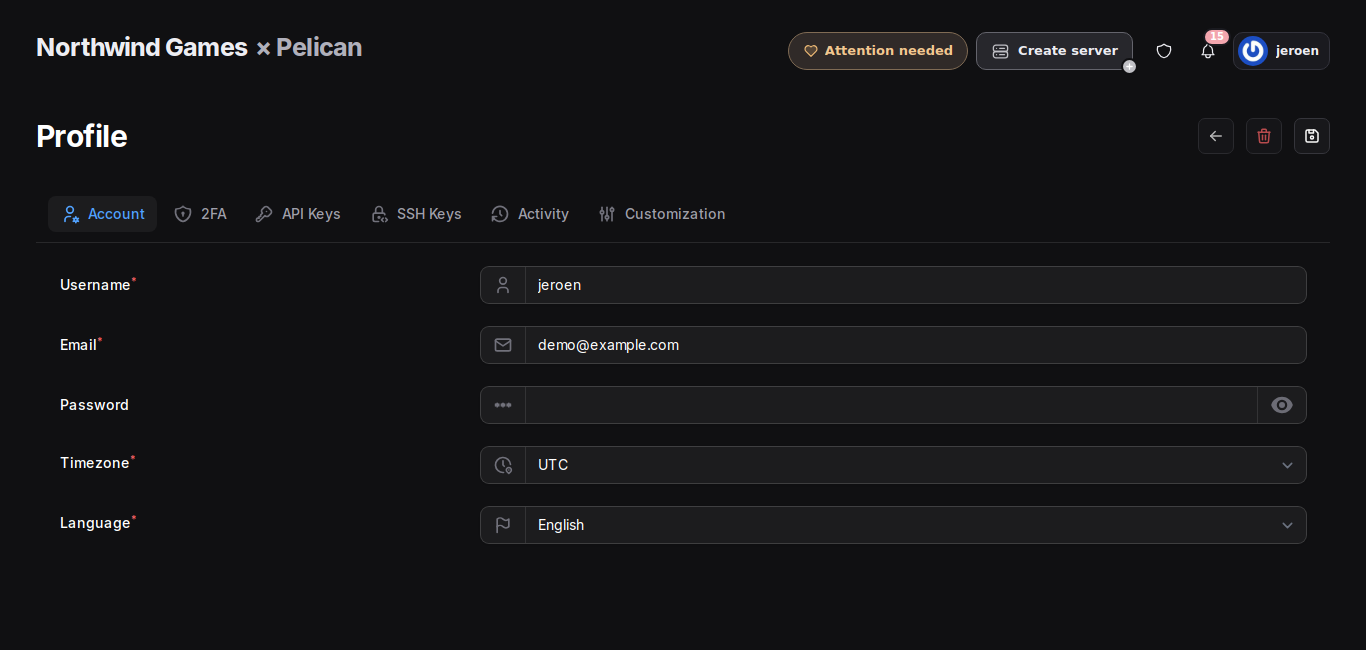 Northwind Games × Pelican
Attention needed
Create server
15
jeroen
Profile
Account
2FA
API Keys
SSH Keys
Activity
Customization
Username*
jeroen
Email*
demo@example.com
Password
Timezone*
UTC
Language*
English